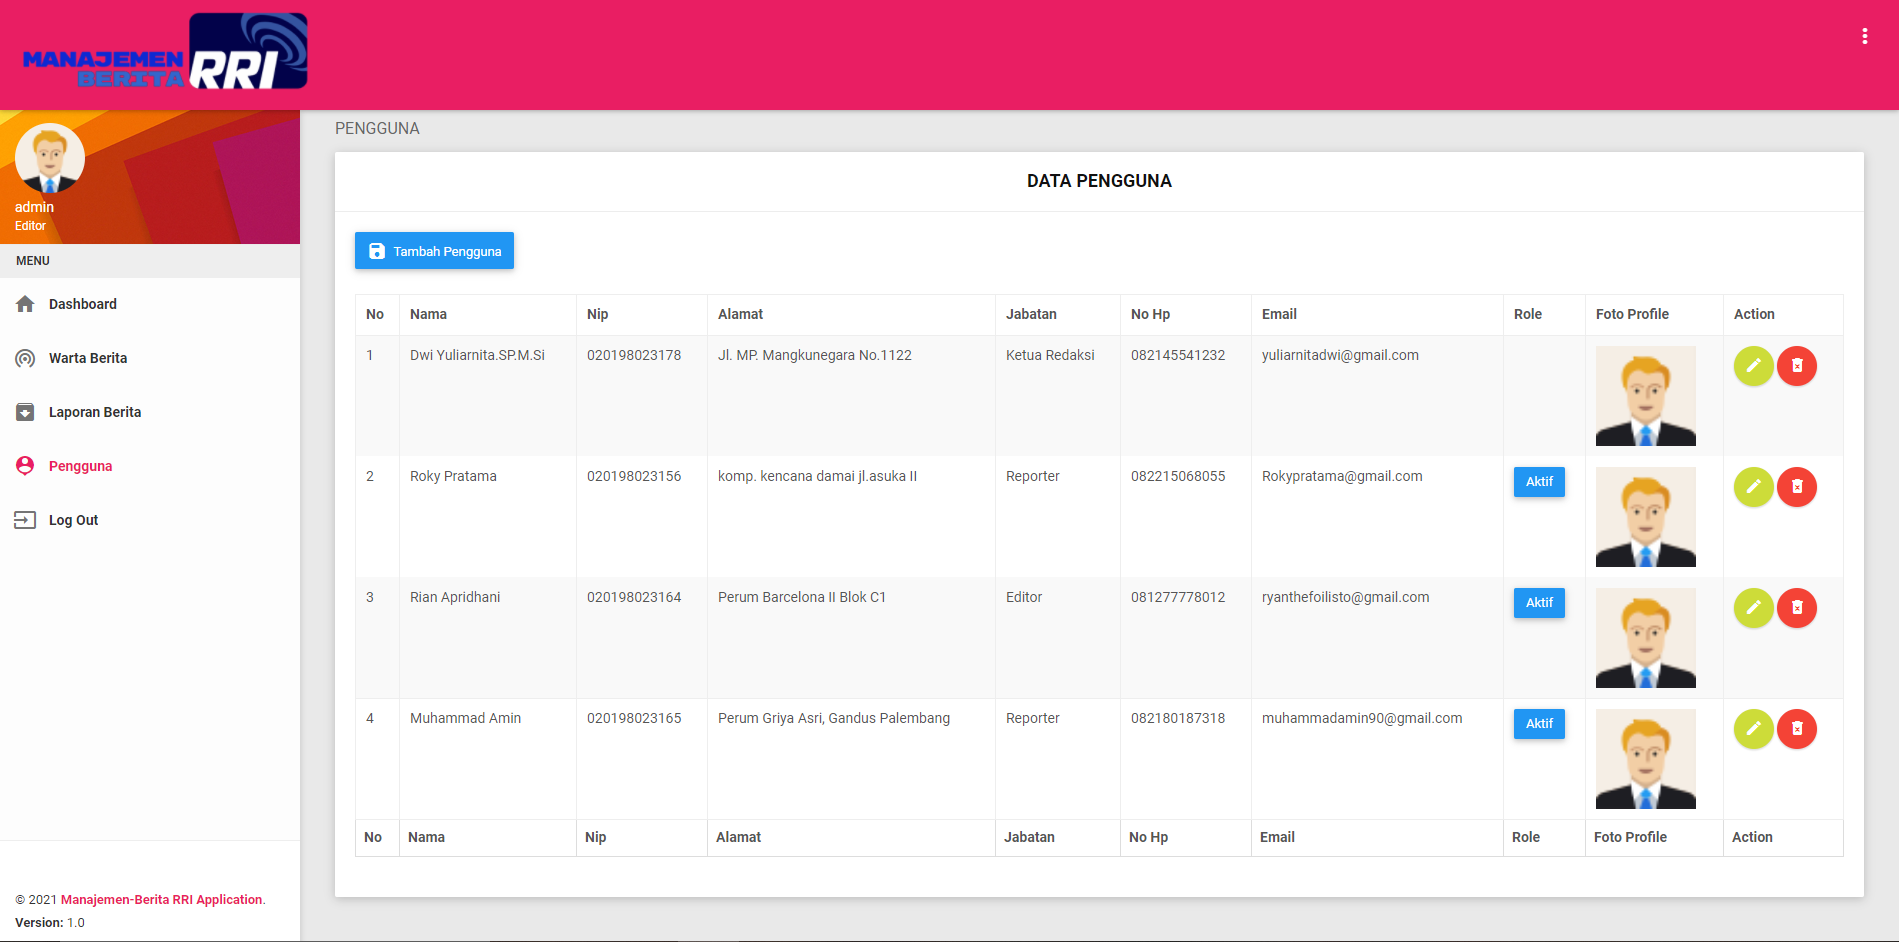 MANAJEMEN
BERITA
RRI
admin
Editor
MENU
Dashboard
Warta Berita
Laporan Berita
Pengguna
Log Out
© 2021 Manajemen-Berita RRI Application.
Version: 1.0
PENGGUNA
DATA PENGGUNA
Tambah Pengguna
No Nama Nip Alamat Jabatan No Hp Email Role Foto Profile Action
1 Dwi Yuliarnita.SP.M.Si 020198023178 Jl. MP. Mangkunegara No.1122 Ketua Redaksi 082145541232 yuliarnitadwi@gmail.com
2 Roky Pratama 020198023156 komp. kencana damai jl.asuka II Reporter 082215068055 Rokypratama@gmail.com Aktif
3 Rian Apridhani 020198023164 Perum Barcelona II Blok C1 Editor 081277778012 ryanthefoilisto@gmail.com Aktif
4 Muhammad Amin 020198023165 Perum Griya Asri, Gandus Palembang Reporter 082180187318 muhammadamin90@gmail.com Aktif
No Nama Nip Alamat Jabatan No Hp Email Role Foto Profile Action